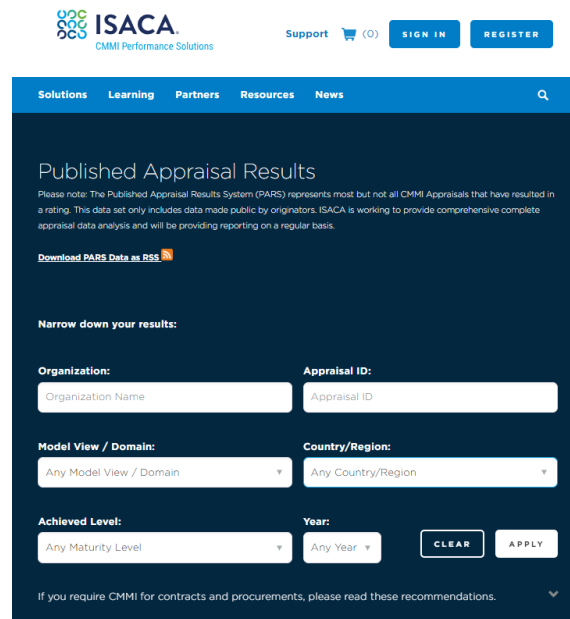 ISACA.
CMMI Performance Solutions
Support (0) SIGN IN REGISTER
Solutions Learning Partners Resources News
Published Appraisal Results
Please note: The Published Appraisal Results System (PARS) represents most but not all CMMI Appraisals that have resulted in
a rating. This data set only includes data made public by originators. ISACA is working to provide comprehensive complete
appraisal data analysis and will be providing reporting on a regular basis.
Download PARS Data as RSS
Narrow down your results:
Organization: Appraisal ID:
Organization Name Appraisal ID
Model View / Domain: Country/Region:
Any Model View / Domain Any Country/Region
Achieved Level: Year:
Any Maturity Level Any Year CLEAR APPLY
If you require CMMI for contracts and procurements, please read these recommendations.